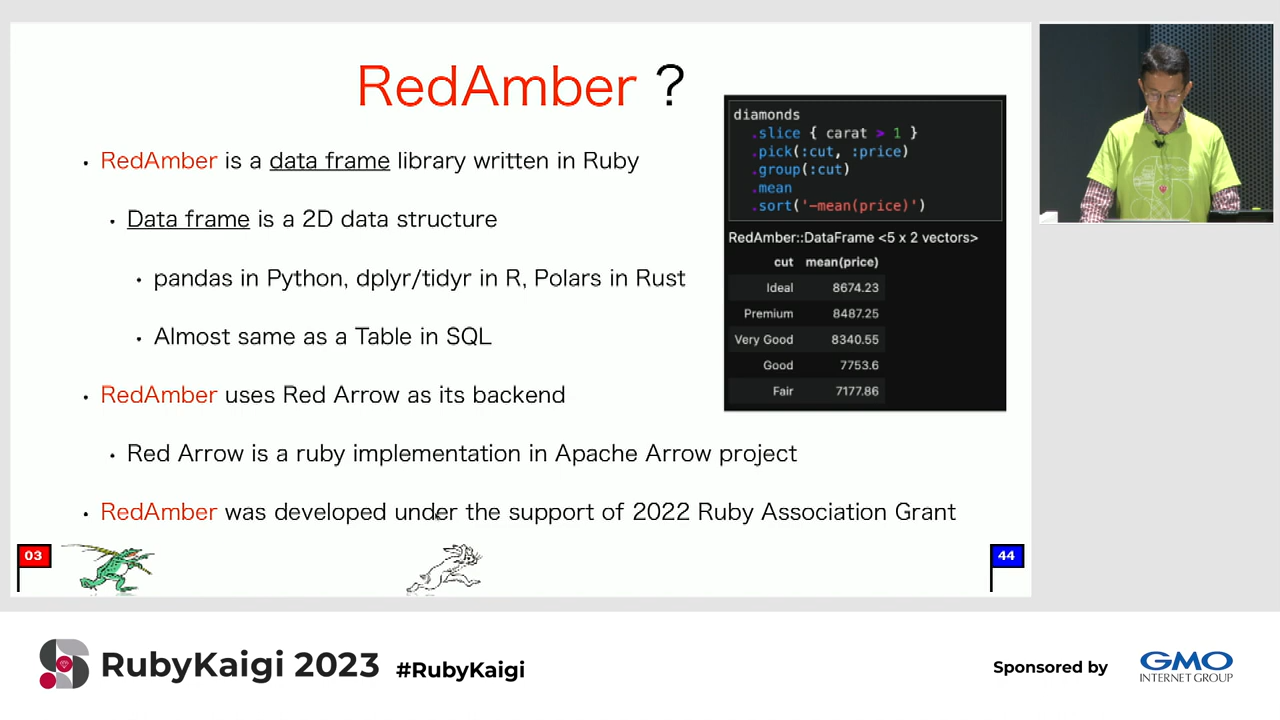 RedAmber ?
• RedAmber is a data frame library written in Ruby
• Data frame is a 2D data structure
• pandas in Python, dplyr/tidyr in R, Polars in Rust
• Almost same as a Table in SQL
• RedAmber uses Red Arrow as its backend
• Red Arrow is a ruby implementation in Apache Arrow project
• RedAmber was developed under the support of 2022 Ruby Association Grant
diamonds
.slice { carat > 1 }
.pick(:cut, :price)
.group(:cut)
.mean
.sort('-mean(price)')
RedAmber::DataFrame <5 x 2 vectors>
cut mean(price)
Ideal 8674.23
Premium 8487.25
Very Good 8340.55
Good 7753.6
Fair 7177.86
03
44
RubyKaigi 2023 #RubyKaigi
Sponsored by
GMO
INTERNET GROUP